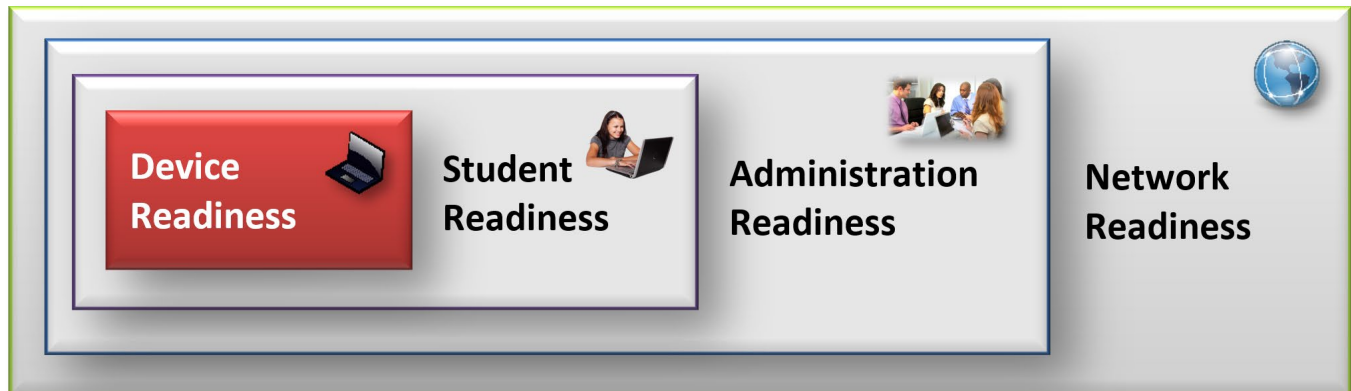 Device
Readiness
Student
Readiness
Administration
Readiness
Network
Readiness